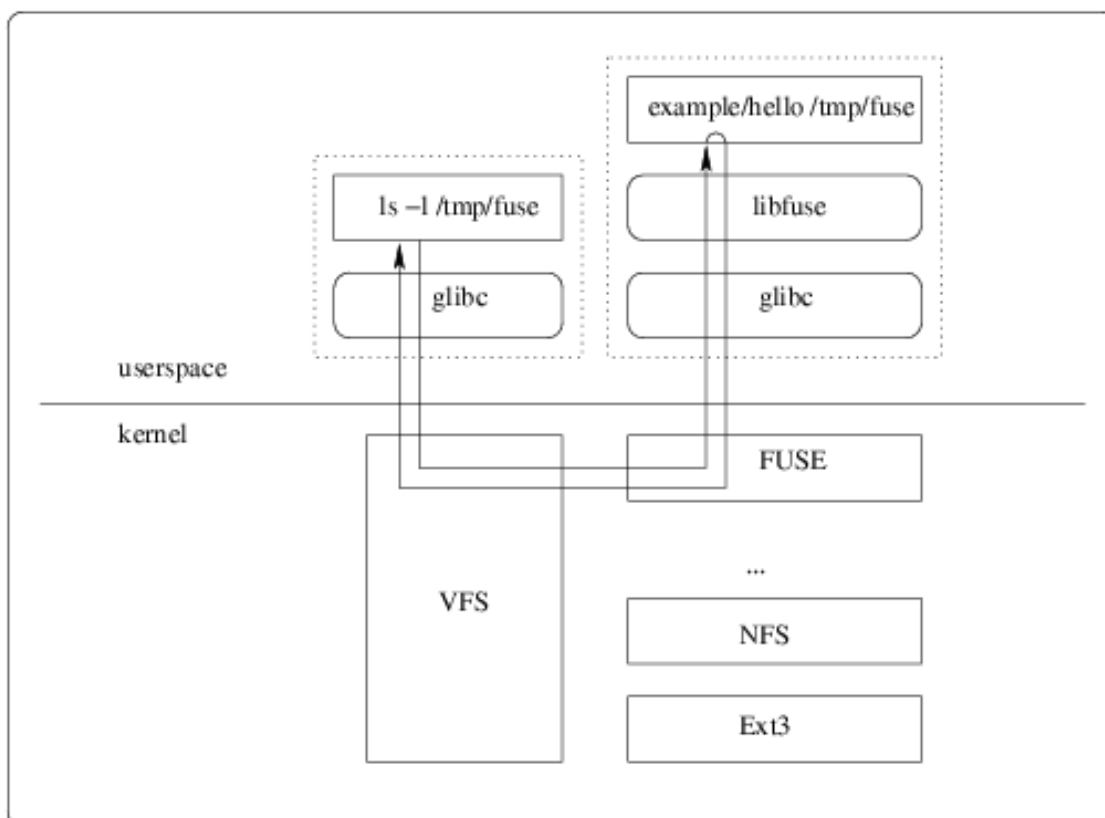 example/hello /tmp/fuse
ls –l /tmp/fuse
libfuse
glibc
glibc
userspace
kernel
FUSE
...
VFS
NFS
Ext3